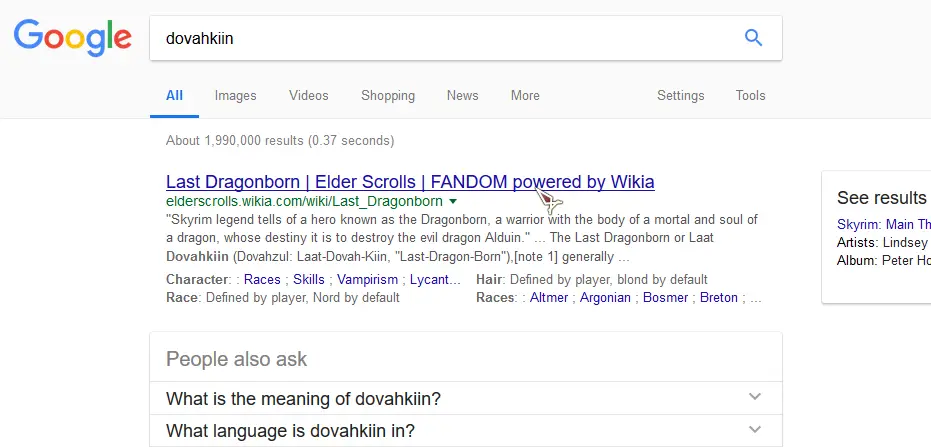 Google
dovahkiin
All Images Videos Shopping News More Settings Tools
About 1,990,000 results (0.37 seconds)
Last Dragonborn | Elder Scrolls | FANDOM powered by Wikia
elderscrolls.wikia.com/wiki/Last_Dragonborn
"Skyrim legend tells of a hero known as the Dragonborn, a warrior with the body of a mortal and soul of
a dragon, whose destiny it is to destroy the evil dragon Alduin." ... The Last Dragonborn or Laat
Dovahkiin (Dovahzul: Laat-Dovah-Kiin, "Last-Dragon-Born"),[note 1] generally ...
Character: : Races ; Skills ; Vampirism ; Lycant... Hair: Defined by player, blond by default
Race: Defined by player, Nord by default Races: : Altmer ; Argonian ; Bosmer ; Breton ; ...
See results
Skyrim: Main Th
Artists: Lindsey
Album: Peter Ho
People also ask
What is the meaning of dovahkiin?
What language is dovahkiin in?